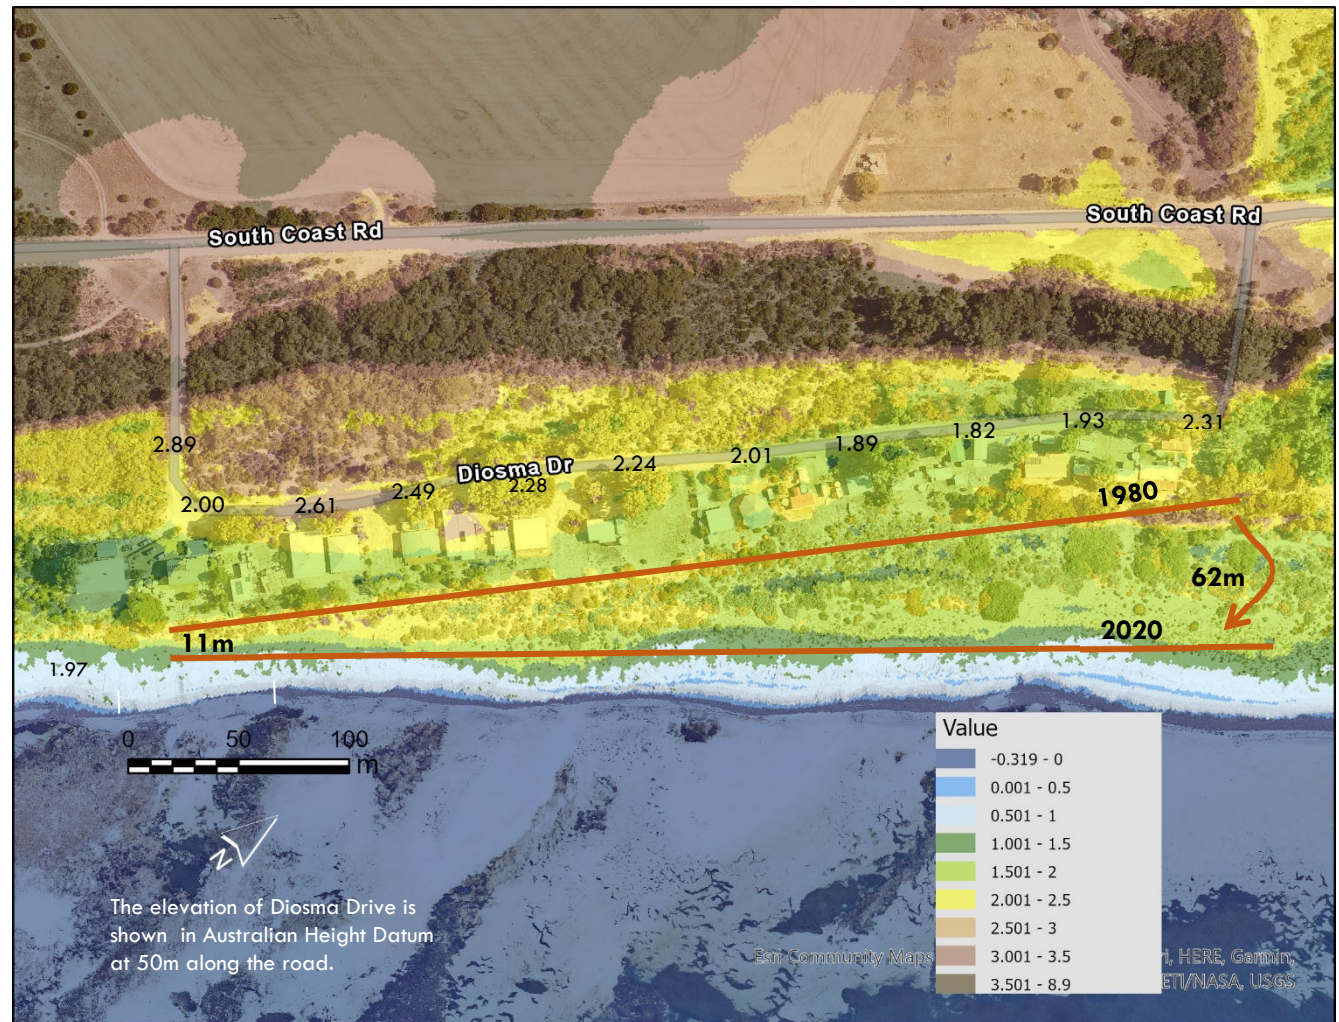 South Coast Rd
South Coast Rd
2.89
2.00
2.61
2.49
Diosma Dr
2.28
2.24
2.01
1.89
1.82
1.93
2.31
1980
62m
11m
2020
1.97
0 50 100
m
N
The elevation of Diosma Drive is
shown in Australian Height Datum
at 50m along the road.
Value
-0.319 - 0
0.001 - 0.5
0.501 - 1
1.001 - 1.5
1.501 - 2
2.001 - 2.5
2.501 - 3
3.001 - 3.5
3.501 - 8.9
Esri Community Maps
HERE, Garmin,
ETI/NASA, USGS